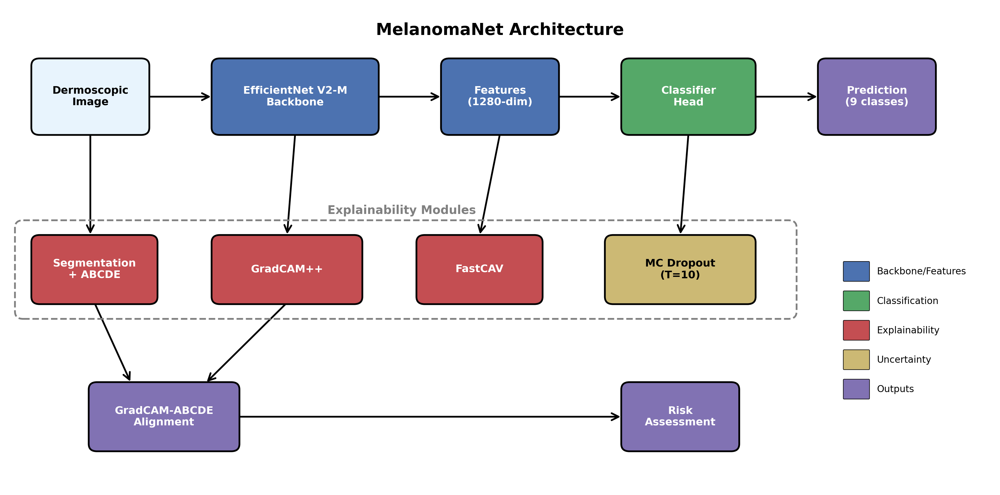 MelanomaNet Architecture
Dermoscopic
Image
EfficientNet V2-M
Backbone
Features
(1280-dim)
Classifier
Head
Prediction
(9 classes)
Explainability Modules
Segmentation
+ ABCDE
GradCAM++
FastCAV
MC Dropout
(T=10)
Backbone/Features
Classification
Explainability
Uncertainty
Outputs
GradCAM-ABCDE
Alignment
Risk
Assessment